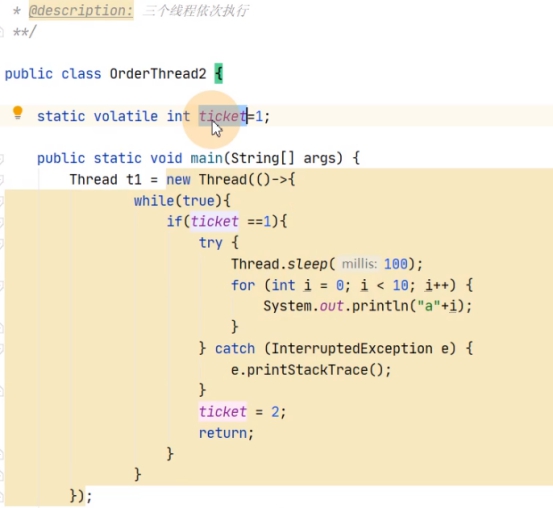 * @description: 三个线程依次执行
**/
public class OrderThread2 {
static volatile int ticket=1;
public static void main(String[] args) {
Thread t1 = new Thread(()->{
while(true){
if(ticket ==1){
try {
Thread.sleep( millis: 100);
for (int i = 0; i < 10; i++) {
System.out.println("a"+i);
}
} catch (InterruptedException e) {
e.printStackTrace();
}
ticket = 2;
return;
}
}
});